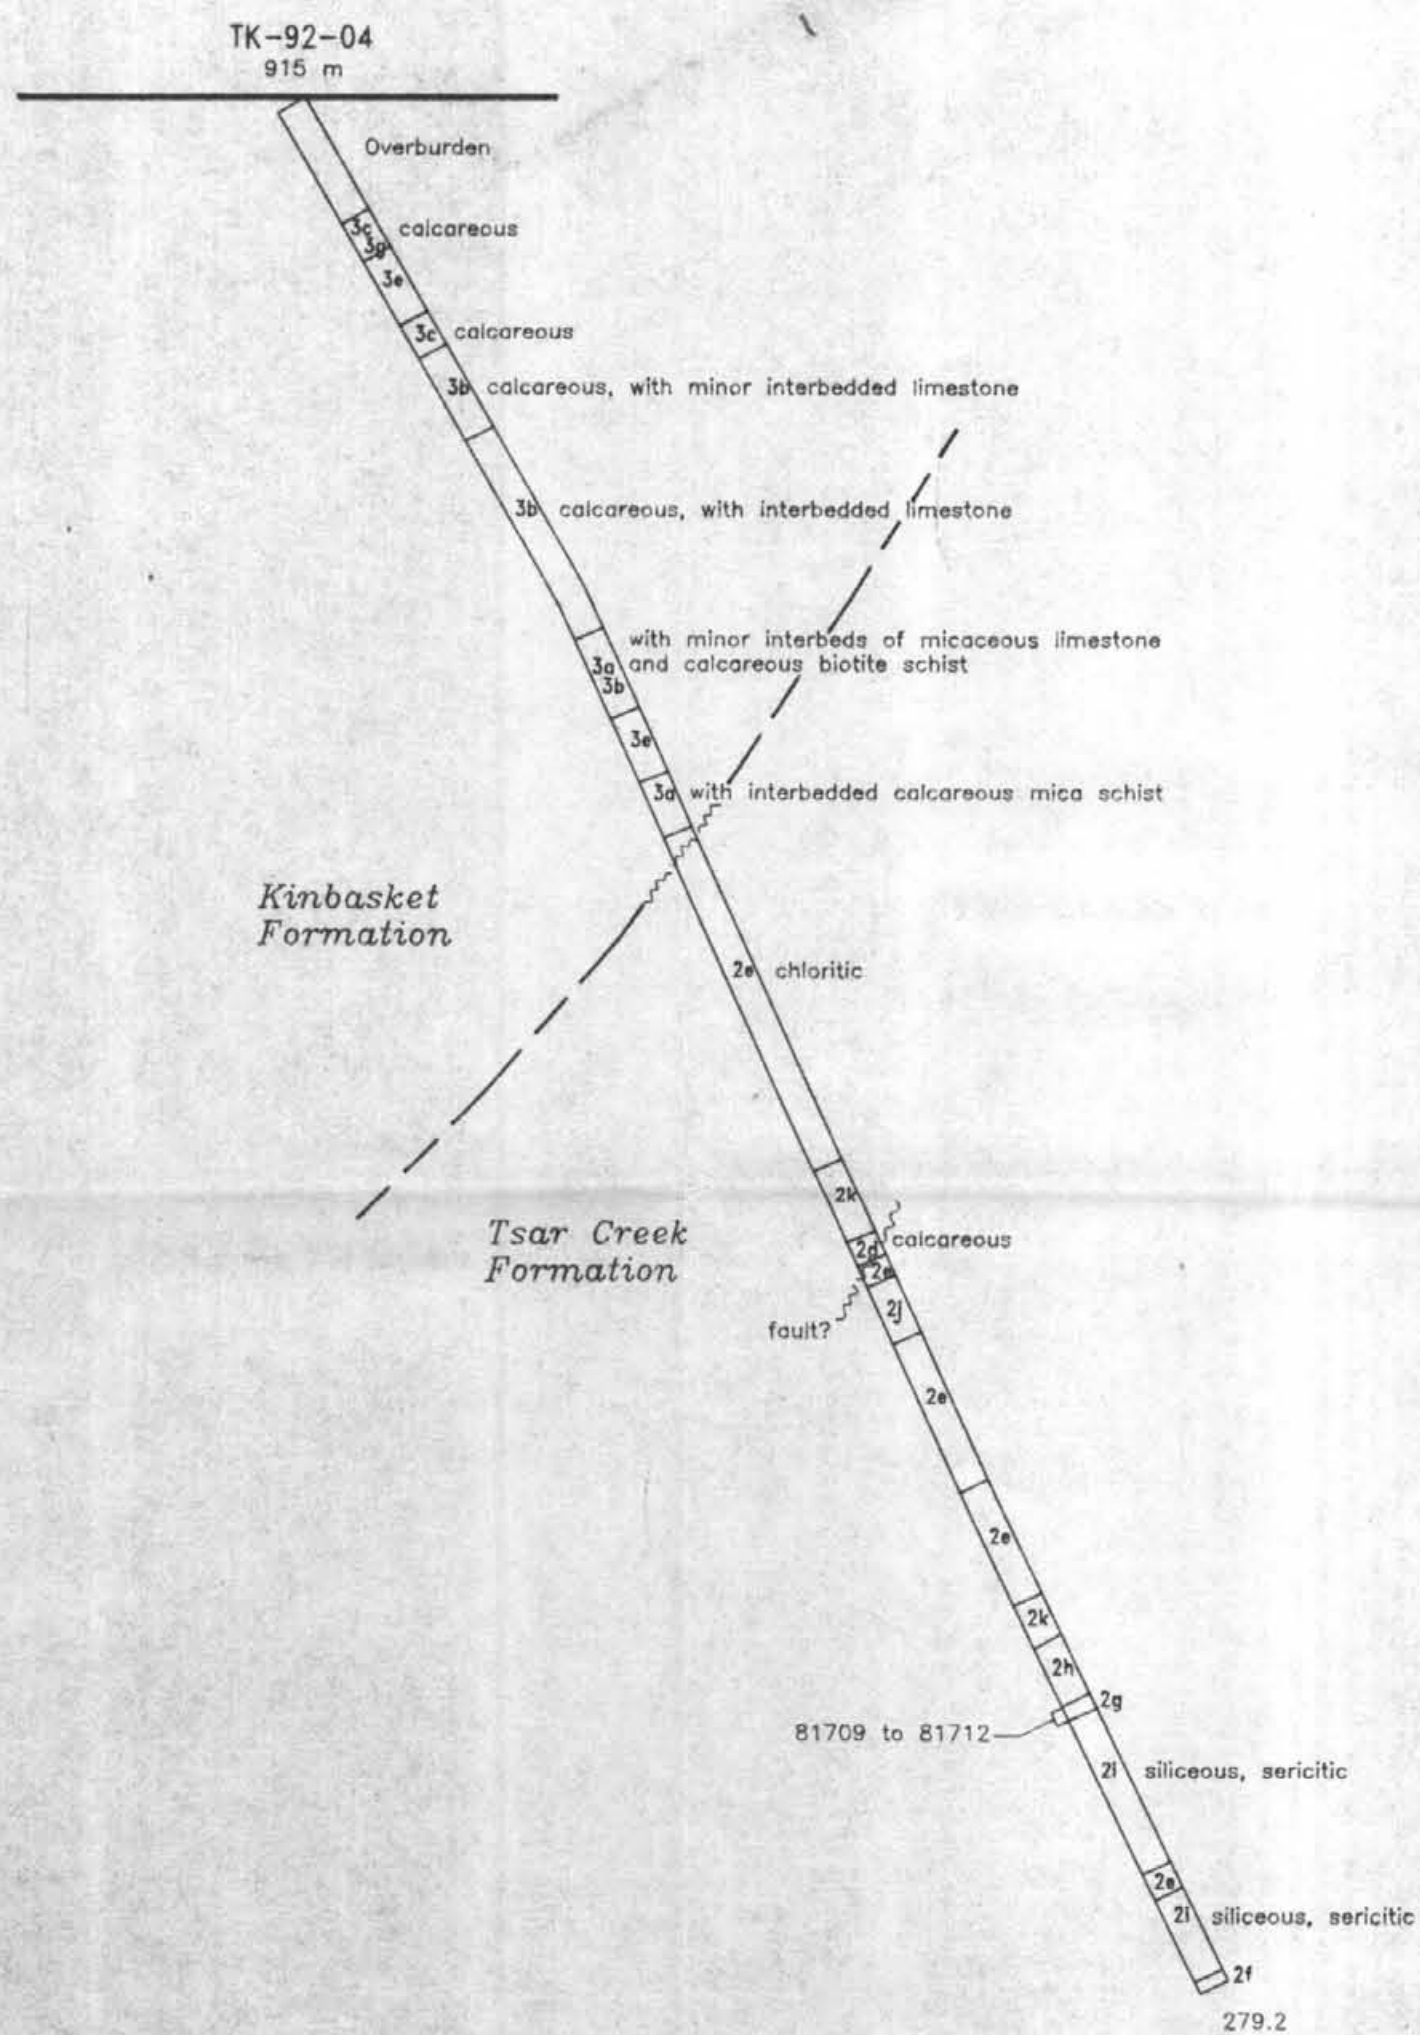 TK-92-04
915 m
Overburden
3c calcareous
3g
3e
3c calcareous
3b calcareous, with minor interbedded limestone
3b calcareous, with interbedded limestone
with minor interbeds of micaceous limestone
3a and calcareous biotite schist
3b
3e
3a with interbedded calcareous mica schist
Kinbasket
Formation
2e chloritic
2k
Tsar Creek
Formation
2d calcareous
2e
2j
fault?
2e
2e
2k
2h
2g
81709 to 81712
2i siliceous, sericitic
2e
2i siliceous, sericitic
2f
279.2